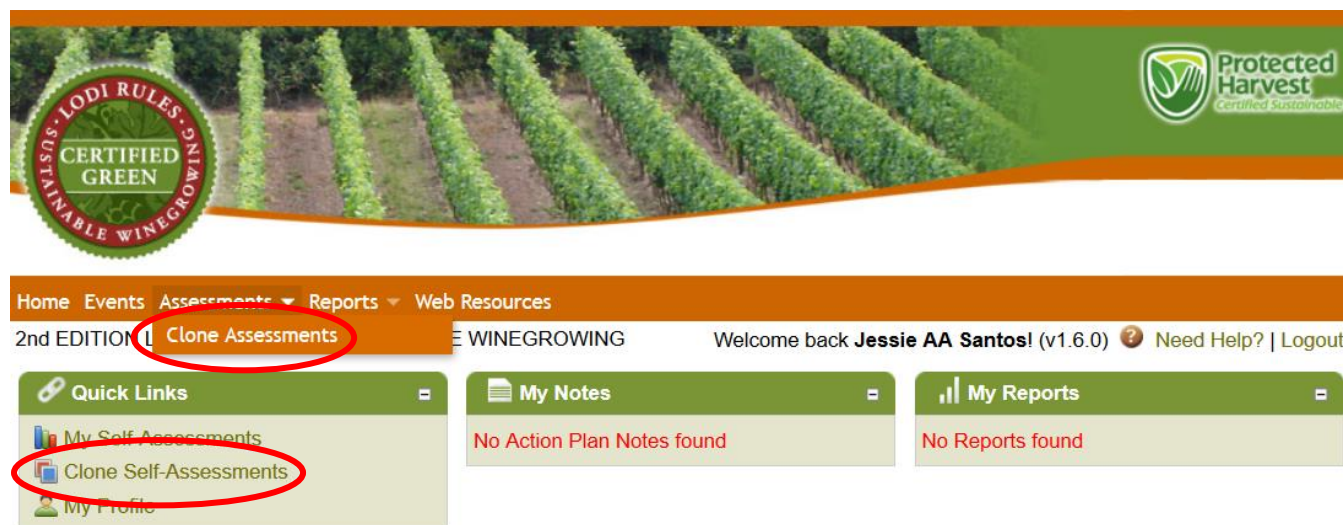 LODI RULES
SUSTAINABLE WINEGROWING
CERTIFIED
GREEN
Protected
Harvest
Certified Sustainable
Home Events Assessments Reports Web Resources
Clone Assessments
2nd EDITION L E WINEGROWING Welcome back Jessie AA Santos! (v1.6.0) Need Help? | Logout
Quick Links My Notes My Reports
My Self-Assessments No Action Plan Notes found No Reports found
Clone Self-Assessments
My Profile